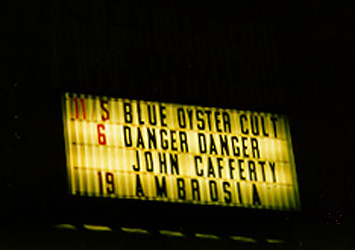 11 5 BLUE OYSTER CULT
6 DANGER DANGER
JOHN CAFFERTY
19 AMBROSIA